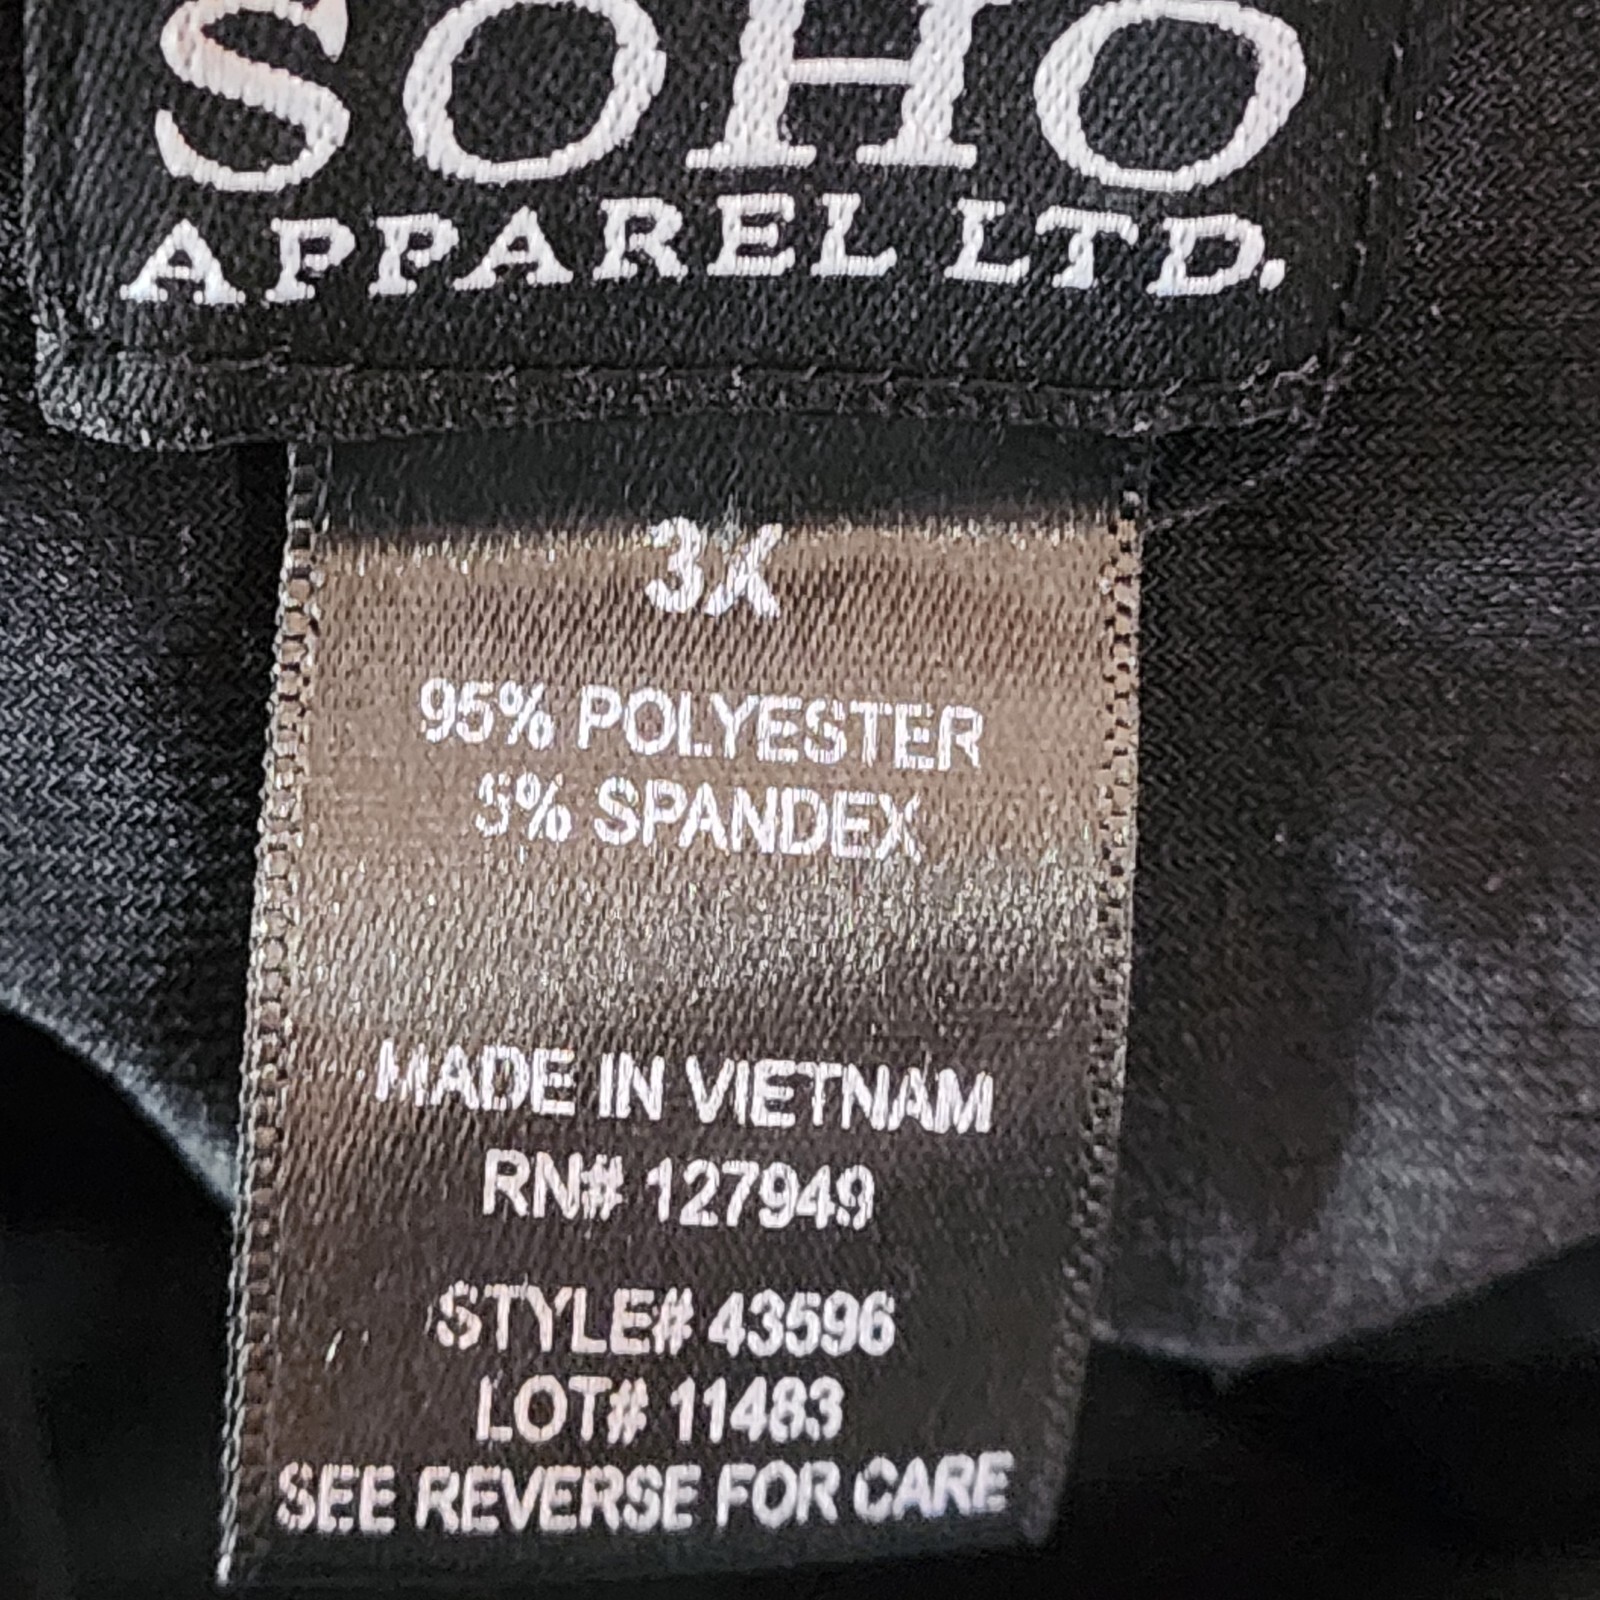 SOHO
APPAREL LTD.
3X
95% POLYESTER
5% SPANDEX
MADE IN VIETNAM
RN# 127949
STYLE# 43596
LOT# 11483
SEE REVERSE FOR CARE